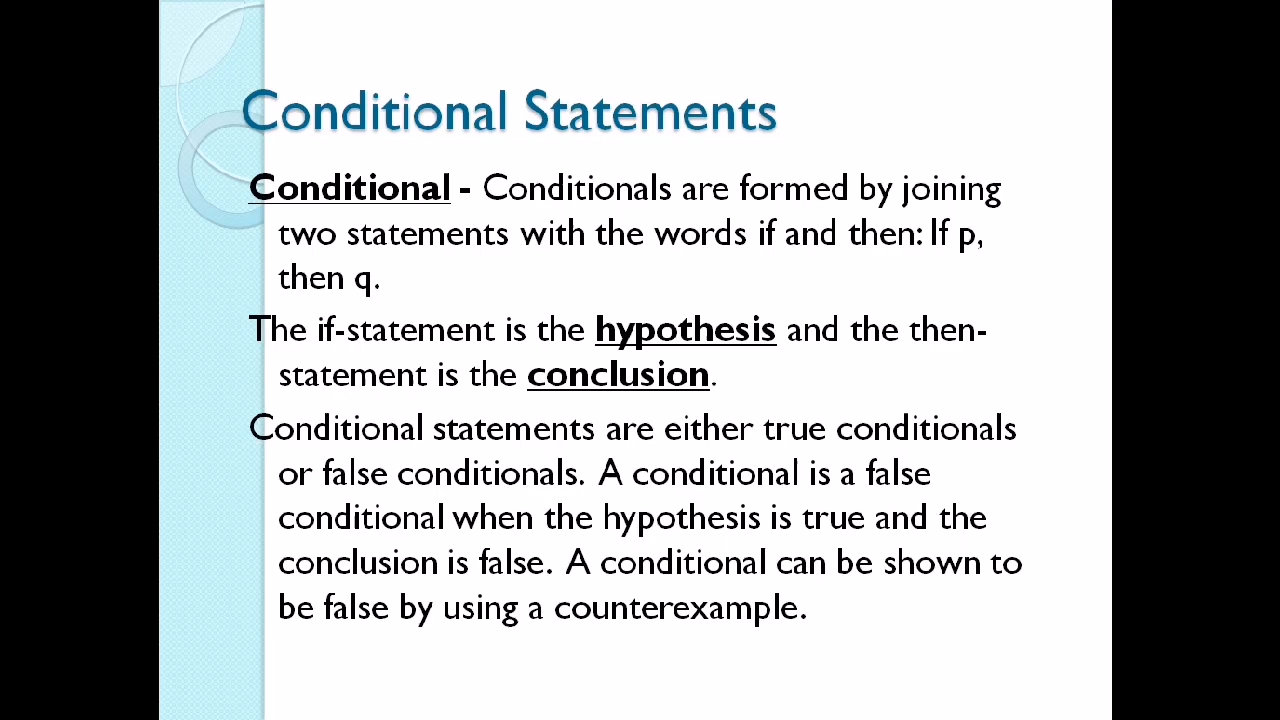 Conditional Statements
Conditional - Conditionals are formed by joining
two statements with the words if and then: If p,
then q.
The if-statement is the hypothesis and the then-
statement is the conclusion.
Conditional statements are either true conditionals
or false conditionals. A conditional is a false
conditional when the hypothesis is true and the
conclusion is false. A conditional can be shown to
be false by using a counterexample.